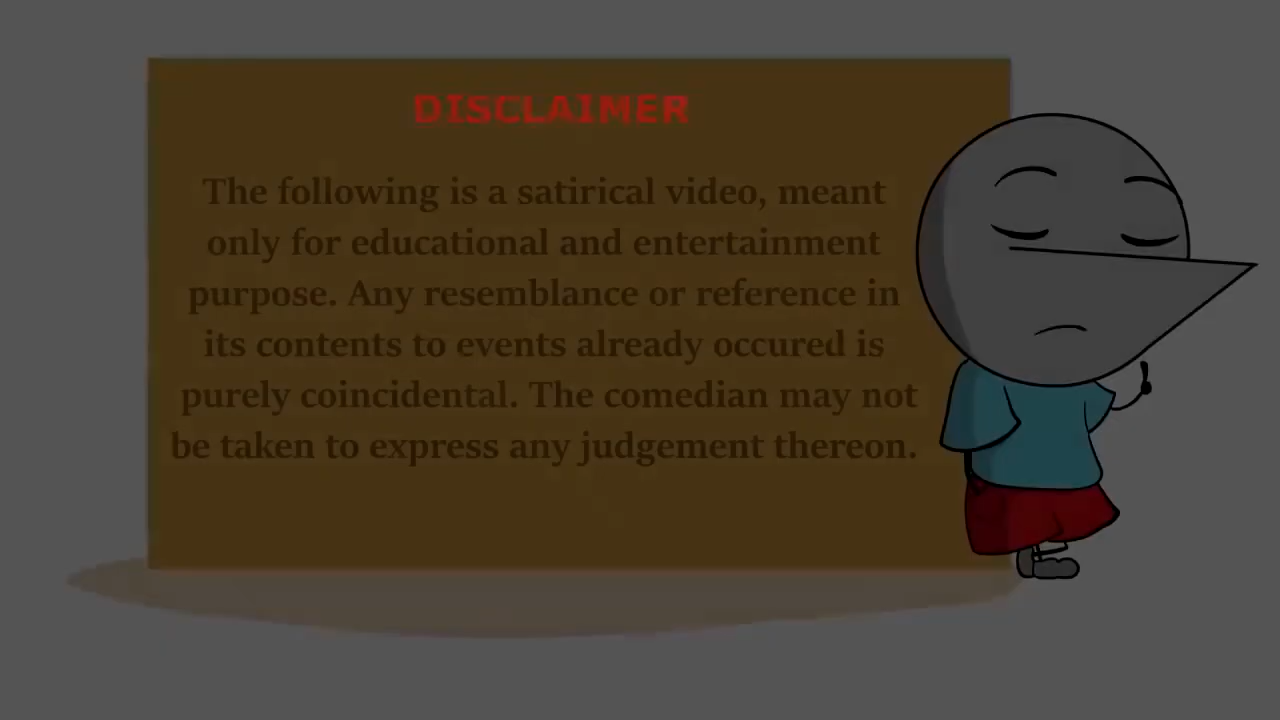 DISCLAIMER
The following is a satirical video, meant
only for educational and entertainment
purpose. Any resemblance or reference in
its contents to events already occured is
purely coincidental. The comedian may not
be taken to express any judgement thereon.